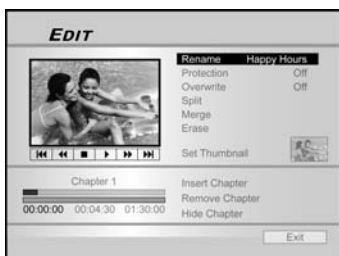 EDIT
Rename Happy Hours
Protection Off
Overwrite Off
Split
Merge
Erase
Set Thumbnail
Chapter 1
00:00:00 00:04:30 01:30:00
Insert Chapter
Remove Chapter
Hide Chapter
Exit